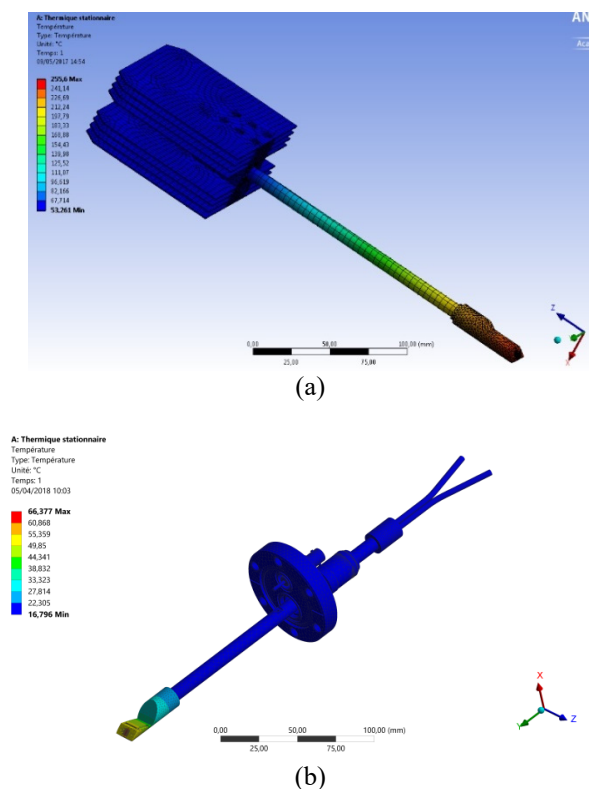 A: Thermique stationnaire
Température
Type: Température
Unité: °C
Temps: 1
AN
Aca
255,6 Max
241,14
226,69
212,24
197,79
183,33
154,43
125,52
111,07
96,619
82,166
67,714
53,261 Min
0,00 50,00 100,00 (mm)
25,00 75,00
Z
X
(a)
A: Thermique stationnaire
Température
Type: Température
Unité: °C
Temps: 1
05/04/2018 10:03
66,377 Max
60,868
55,359
49,85
44,341
38,832
33,323
27,814
22,305
16,796 Min
0,00 50,00 100,00 (mm)
25,00 75,00
X
Y
Z
(b)